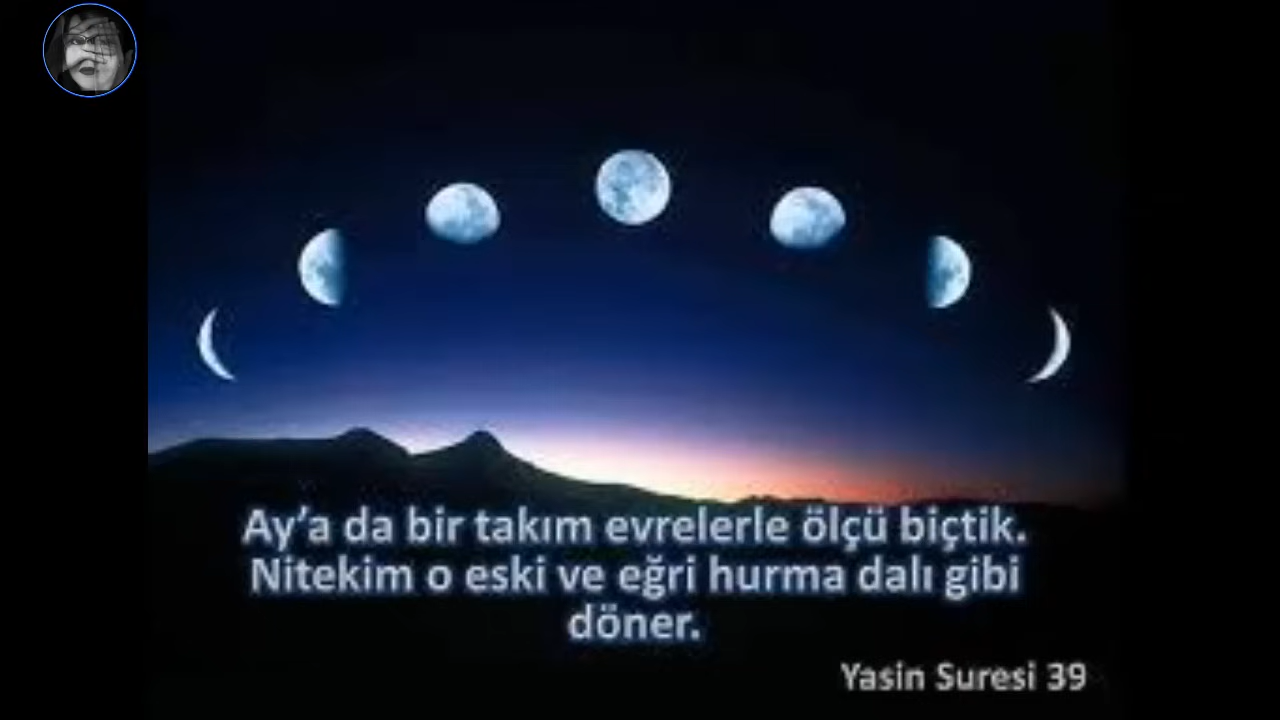 Ay’a da bir takım evrelerle ölçü biçtik.
Nitekim o eski ve eğri hurma dalı gibi
döner.
Yasin Suresi 39